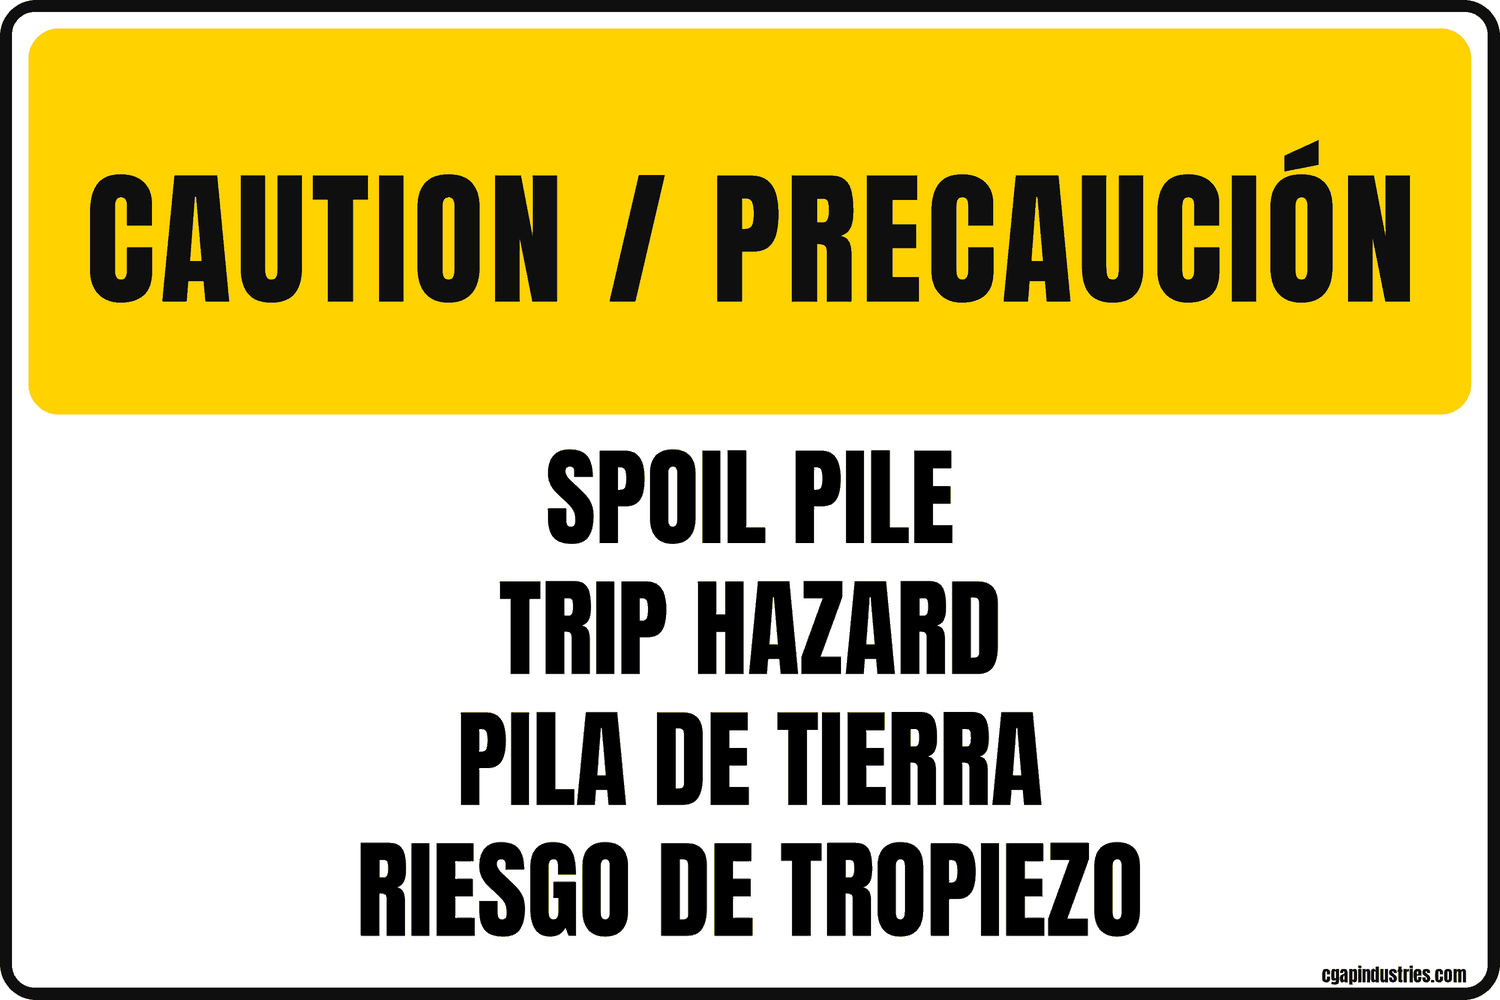 CAUTION / PRECAUCIÓN
SPOIL PILE
TRIP HAZARD
PILA DE TIERRA
RIESGO DE TROPIEZO
cgapindustries.com